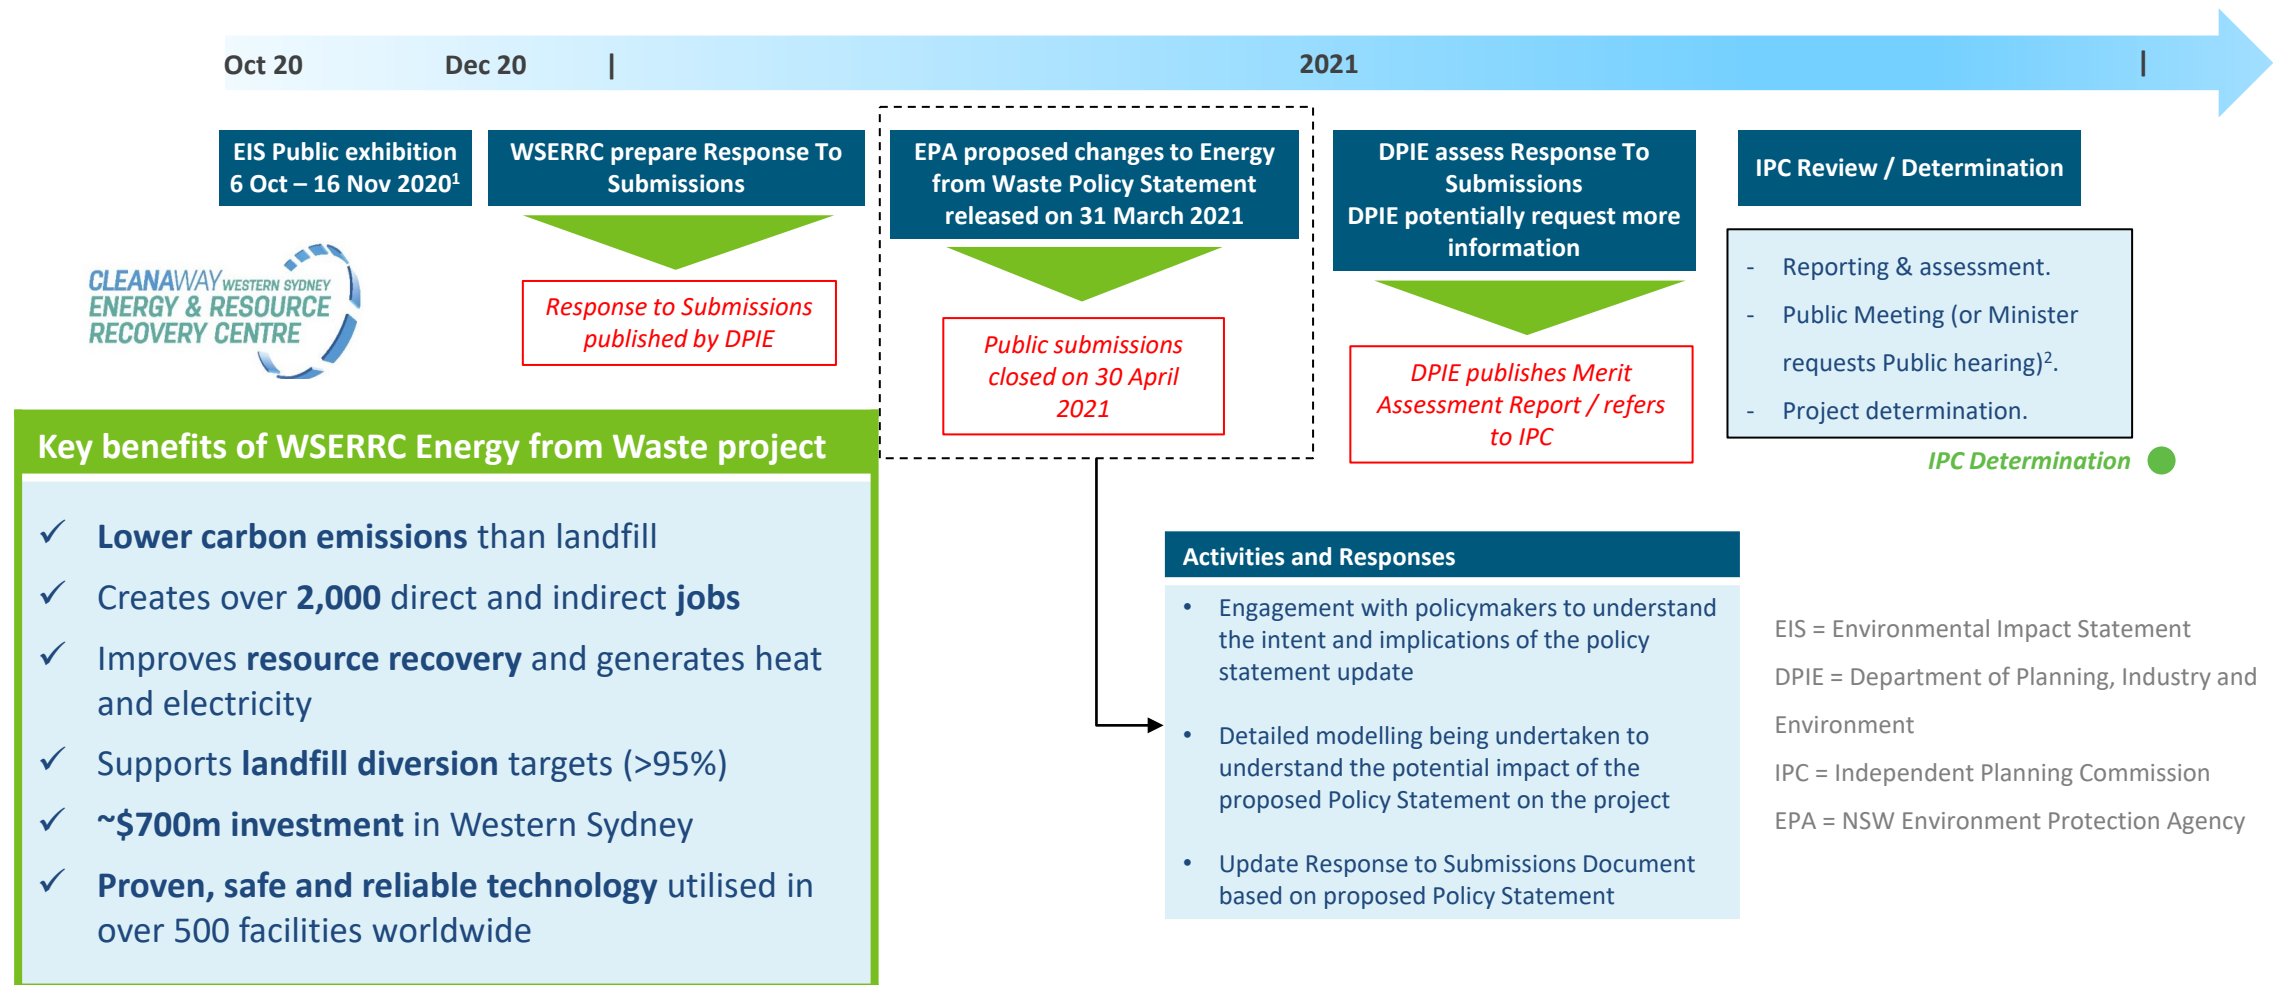 Oct 20
Dec 20
|
2021
|
EIS Public exhibition
6 Oct – 16 Nov 2020¹
WSERRC prepare Response To
Submissions
Response to Submissions
published by DPIE
EPA proposed changes to Energy
from Waste Policy Statement
released on 31 March 2021
Public submissions
closed on 30 April
2021
DPIE assess Response To
Submissions
DPIE potentially request more
information
DPIE publishes Merit
Assessment Report / refers
to IPC
IPC Review / Determination
- Reporting & assessment.
- Public Meeting (or Minister
requests Public hearing)².
- Project determination.
IPC Determination
CLEANAWAY WESTERN SYDNEY
ENERGY & RESOURCE
RECOVERY CENTRE
Key benefits of WSERRC Energy from Waste project
✓ Lower carbon emissions than landfill
✓ Creates over 2,000 direct and indirect jobs
✓ Improves resource recovery and generates heat
and electricity
✓ Supports landfill diversion targets (>95%)
✓ ~$700m investment in Western Sydney
✓ Proven, safe and reliable technology utilised in
over 500 facilities worldwide
Activities and Responses
• Engagement with policymakers to understand
the intent and implications of the policy
statement update
• Detailed modelling being undertaken to
understand the potential impact of the
proposed Policy Statement on the project
• Update Response to Submissions Document
based on proposed Policy Statement
EIS = Environmental Impact Statement
DPIE = Department of Planning, Industry and
Environment
IPC = Independent Planning Commission
EPA = NSW Environment Protection Agency